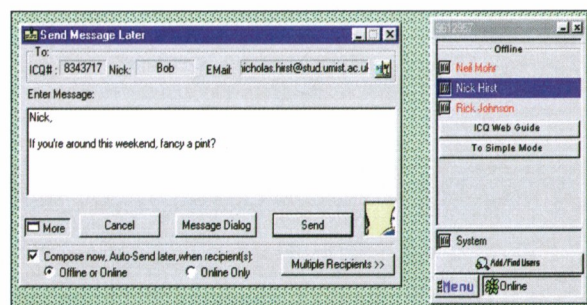 Send Message Later
To:
ICQ#: 8343717 Nick: Bob EMail: nicholas.hirst@stud.umist.ac.ul
Enter Message:
Nick,
If you're around this weekend, fancy a pint?
More Cancel Message Dialog Send
Compose now, Auto-Send later, when recipient(s):
Offline or Online Online Only Multiple Recipients >>
Offline
Neil Mohr
Nick Hirst
Rick Johnson
ICQ Web Guide
To Simple Mode
System
Add/Find Users
Menu Online